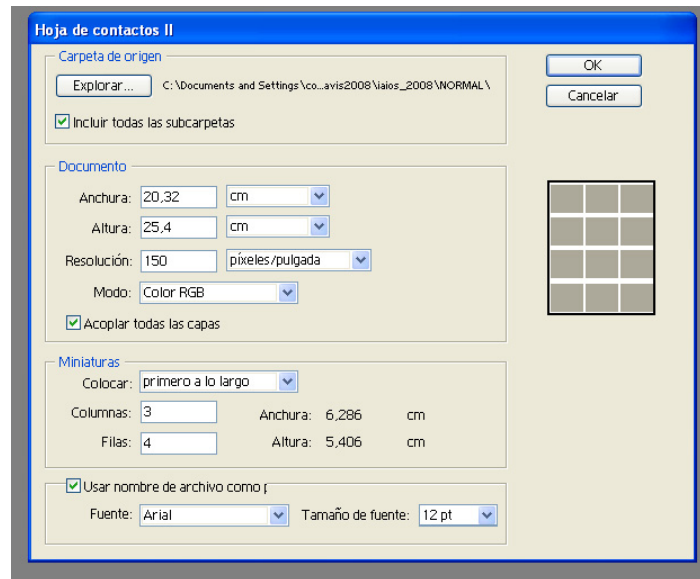 Hoja de contactos II
Carpeta de origen
Explorar... C:\Documents and Settings\co...avis2008\iaios_2008\NORMAL\
Incluir todas las subcarpetas
OK
Cancelar
Documento
Anchura: 20,32 cm
Altura: 25,4 cm
Resolución: 150 píxeles/pulgada
Modo: Color RGB
Acoplar todas las capas
Miniaturas
Colocar: primero a lo largo
Columnas: 3 Anchura: 6,286 cm
Filas: 4 Altura: 5,406 cm
Usar nombre de archivo como
Fuente: Arial Tamaño de fuente: 12 pt